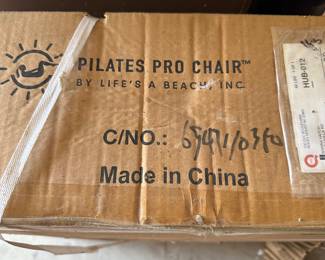 PILATES PRO CHAIR™
BY LIFE'S A BEACH, INC.
C/NO.:
Made in China
HUB-012